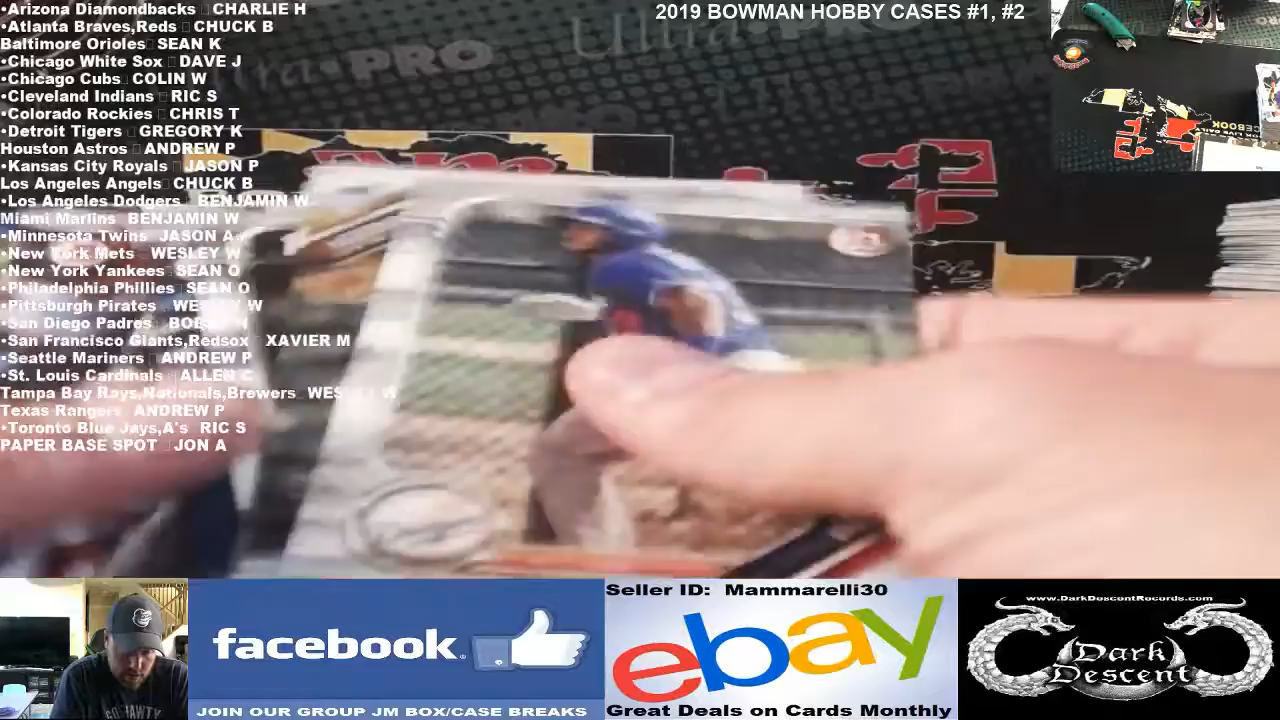 •Arizona Diamondbacks CHARLIE H
•Atlanta Braves,Reds CHUCK B
Baltimore Orioles SEAN K
•Chicago White Sox DAVE J
•Chicago Cubs COLIN W
•Cleveland Indians RIC S
•Colorado Rockies CHRIS T
•Detroit Tigers GREGORY K
Houston Astros ANDREW P
•Kansas City Royals JASON P
Los Angeles Angels CHUCK B
•Los Angeles Dodgers BENJAMIN W
Miami Marlins BENJAMIN W
•Minnesota Twins JASON A
•New York Mets WESLEY W
•New York Yankees SEAN O
•Philadelphia Phillies SEAN O
•Pittsburgh Pirates WESLEY W
•San Diego Padres
•San Francisco Giants,Redsox XAVIER M
•Seattle Mariners ANDREW P
•St. Louis Cardinals ALLEN C
Tampa Bay Rays,Nationals,Brewers
Texas Rangers ANDREW P
•Toronto Blue Jays,A's RIC S
PAPER BASE SPOT JON A
2019 BOWMAN HOBBY CASES #1, #2
Ultra PRO
facebook
JOIN OUR GROUP JM BOX/CASE BREAKS
Seller ID: Mammarelli30
ebay
Great Deals on Cards Monthly
www.DarkDescentRecords.com
Dark
Descent